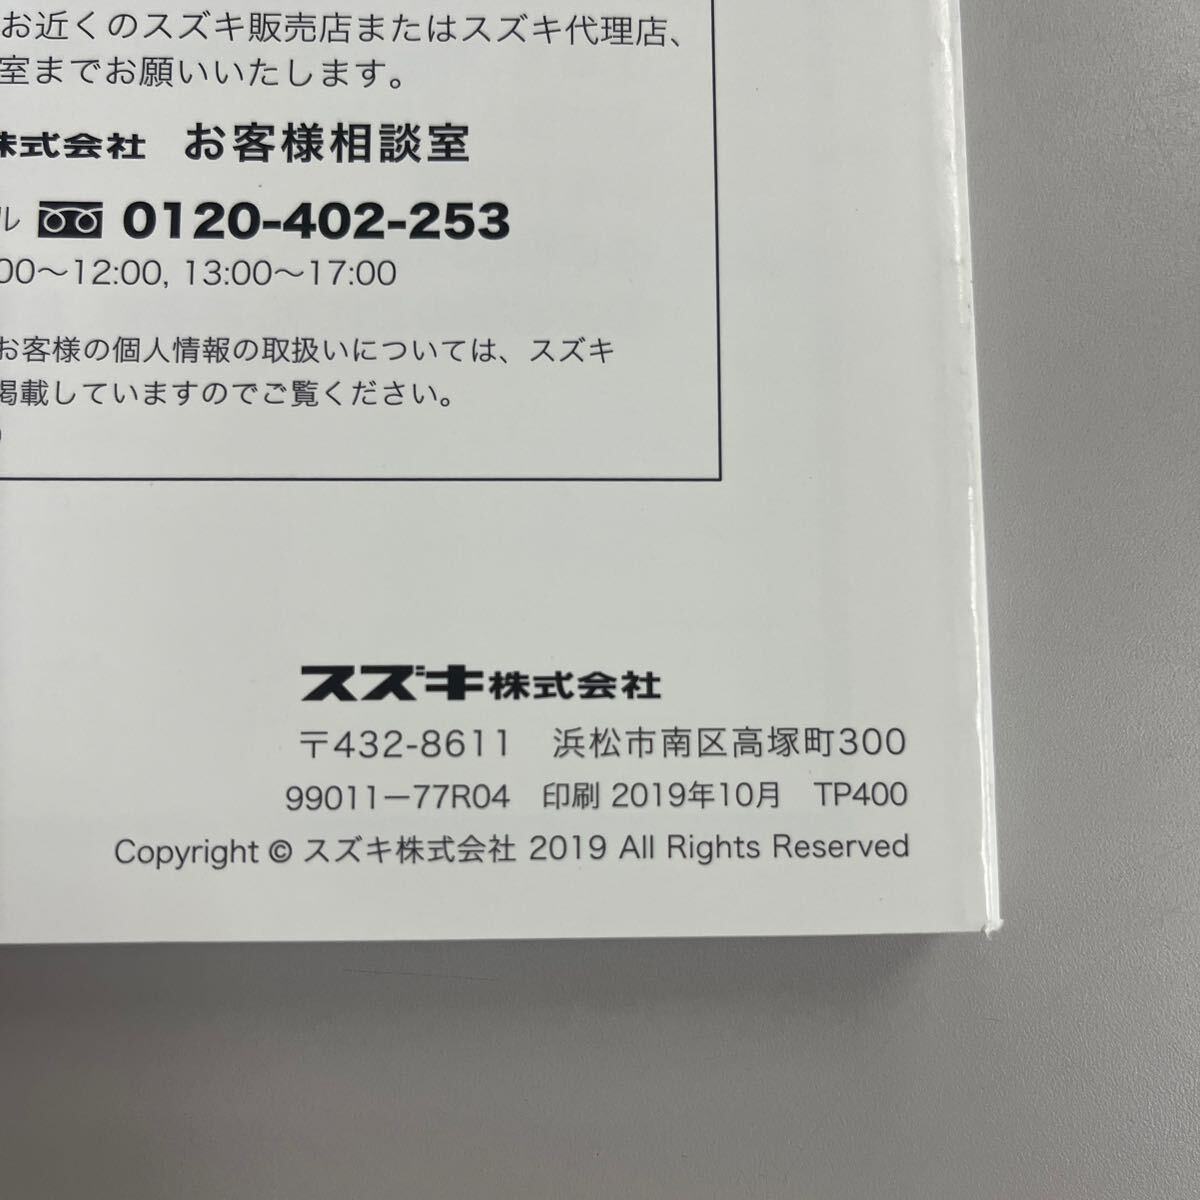 お近くのスズキ販売店またはスズキ代理店、
室までお願いいたします。
株式会社 お客様相談室
ル 0120-402-253
00〜12:00, 13:00〜17:00
お客様の個人情報の取扱いについては、スズキ
掲載していますのでご覧ください。
)
スズキ株式会社
〒432-8611 浜松市南区高塚町300
99011−77R04 印刷 2019年10月 TP400
Copyright © スズキ株式会社 2019 All Rights Reserved